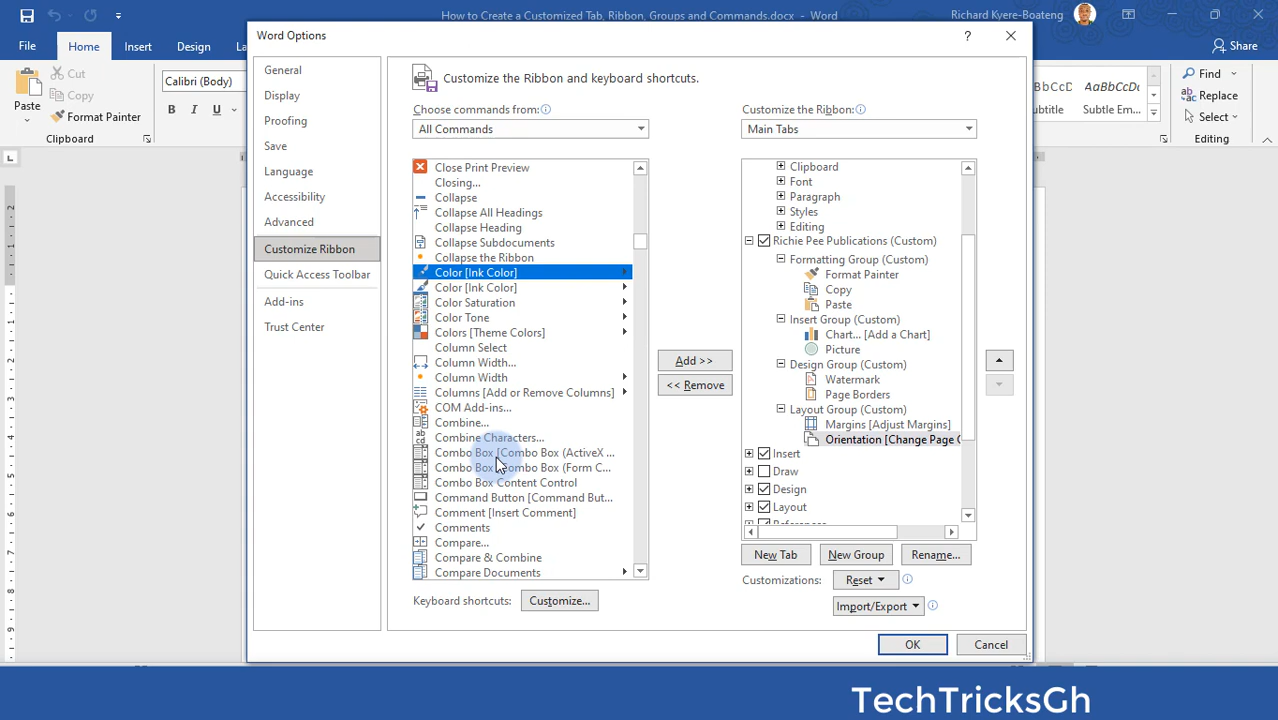 How to Create a Customized Tab, Ribbon, Groups and Commands.docx - Word
Richard Kyere-Boateng
File Home Insert Design La
Share
Cut
Copy
Paste
Format Painter
Clipboard
Calibri (Body)
B I U
BbCcD AaBbCcD
ubtitle Subtle Em...
Find
Replace
Select
Editing
Word Options
General
Display
Proofing
Save
Language
Accessibility
Advanced
Customize Ribbon
Quick Access Toolbar
Add-ins
Trust Center
Customize the Ribbon and keyboard shortcuts.
Choose commands from:
All Commands
Close Print Preview
Closing...
Collapse
Collapse All Headings
Collapse Heading
Collapse Subdocuments
Collapse the Ribbon
Color [Ink Color]
Color [Ink Color]
Color Saturation
Color Tone
Colors [Theme Colors]
Column Select
Column Width...
Column Width
Columns [Add or Remove Columns]
COM Add-ins...
Combine...
Combine Characters...
Combo Box [Combo Box (ActiveX ...
Combo Box [Combo Box (Form C...
Combo Box Content Control
Command Button [Command But...
Comment [Insert Comment]
Comments
Compare...
Compare & Combine
Compare Documents
Keyboard shortcuts: Customize...
Add >>
<< Remove
Customize the Ribbon:
Main Tabs
Clipboard
Font
Paragraph
Styles
Editing
Richie Pee Publications (Custom)
Formatting Group (Custom)
Format Painter
Copy
Paste
Insert Group (Custom)
Chart... [Add a Chart]
Picture
Design Group (Custom)
Watermark
Page Borders
Layout Group (Custom)
Margins [Adjust Margins]
Orientation [Change Page
Insert
Draw
Design
Layout
References
New Tab New Group Rename...
Customizations: Reset
Import/Export
OK Cancel
TechTricksGh